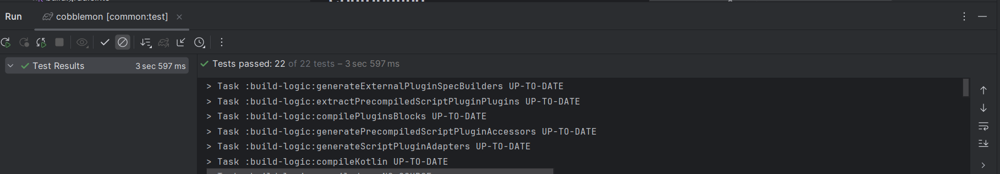 Run
cobblemon [common:test]
Test Results 3 sec 597 ms
Tests passed: 22 of 22 tests – 3 sec 597 ms
> Task :build-logic:generateExternalPluginSpecBuilders UP-TO-DATE
> Task :build-logic:extractPrecompiledScriptPluginPlugins UP-TO-DATE
> Task :build-logic:compilePluginsBlocks UP-TO-DATE
> Task :build-logic:generatePrecompiledScriptPluginAccessors UP-TO-DATE
> Task :build-logic:generateScriptPluginAdapters UP-TO-DATE
> Task :build-logic:compileKotlin UP-TO-DATE